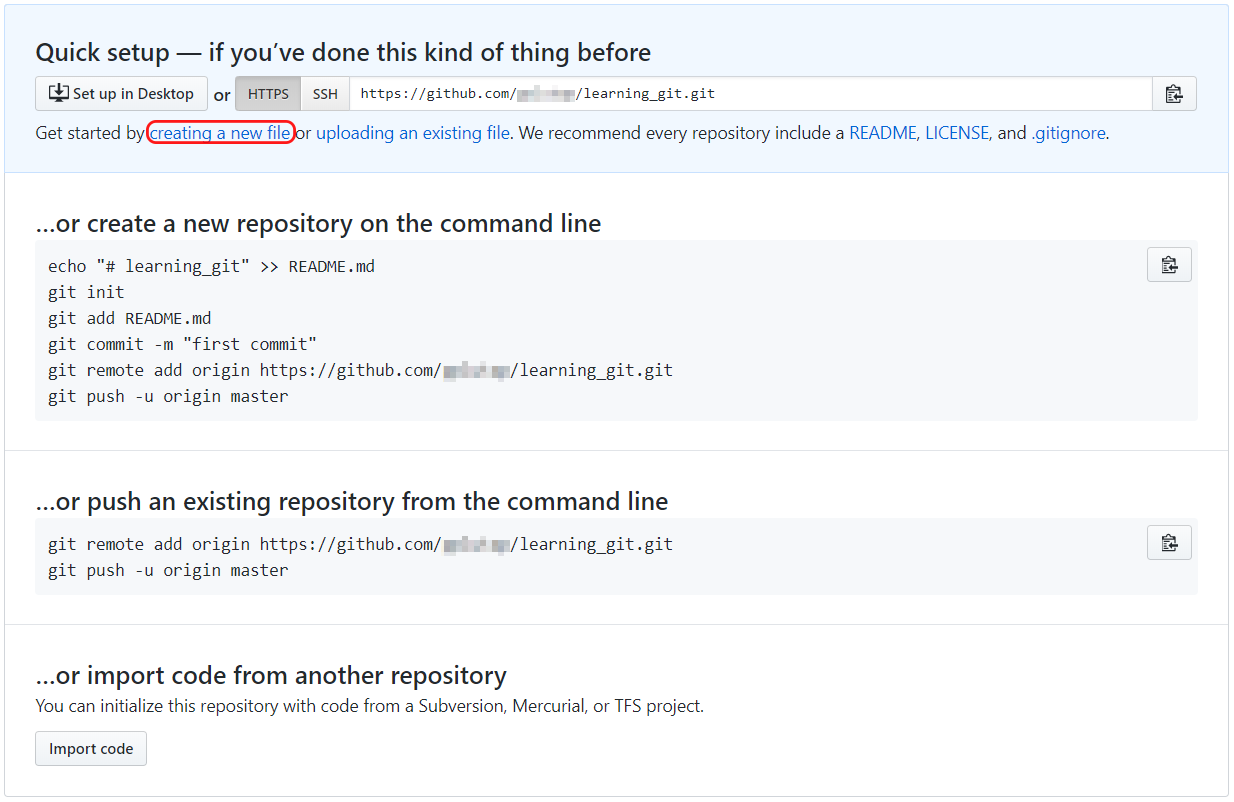 Quick setup — if you’ve done this kind of thing before
Set up in Desktop or HTTPS SSH https://github.com/ /learning_git.git
Get started by creating a new file or uploading an existing file. We recommend every repository include a README, LICENSE, and .gitignore.
...or create a new repository on the command line
echo "# learning_git" >> README.md
git init
git add README.md
git commit -m "first commit"
git remote add origin https://github.com/ /learning_git.git
git push -u origin master
...or push an existing repository from the command line
git remote add origin https://github.com/ /learning_git.git
git push -u origin master
...or import code from another repository
You can initialize this repository with code from a Subversion, Mercurial, or TFS project.
Import code